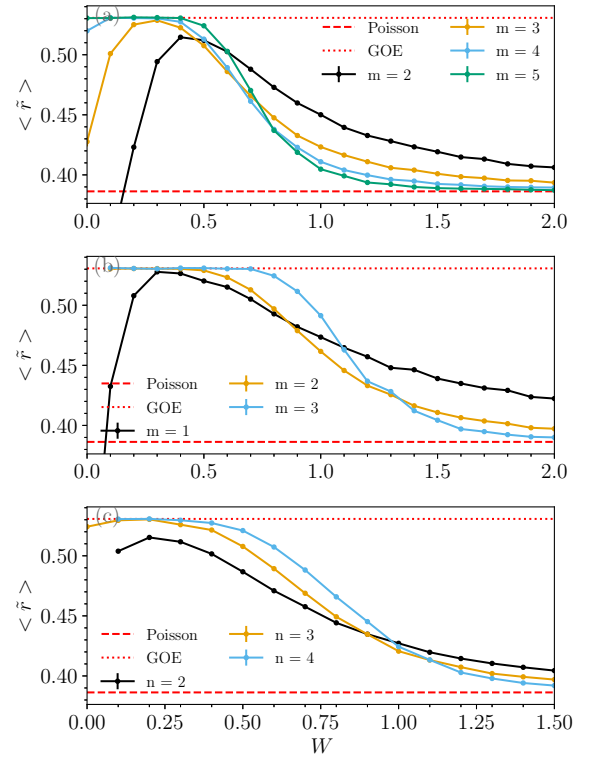 (a)
Poisson
GOE
m = 2
m = 3
m = 4
m = 5
0.50
0.45
0.40
< r̃ >
0.0 0.5 1.0 1.5 2.0
(b)
0.50
0.45
0.40
< r̃ >
Poisson
GOE
m = 1
m = 2
m = 3
0.0 0.5 1.0 1.5 2.0
(c)
0.50
0.45
0.40
< r̃ >
Poisson
GOE
n = 2
n = 3
n = 4
0.00 0.25 0.50 0.75 1.00 1.25 1.50
W